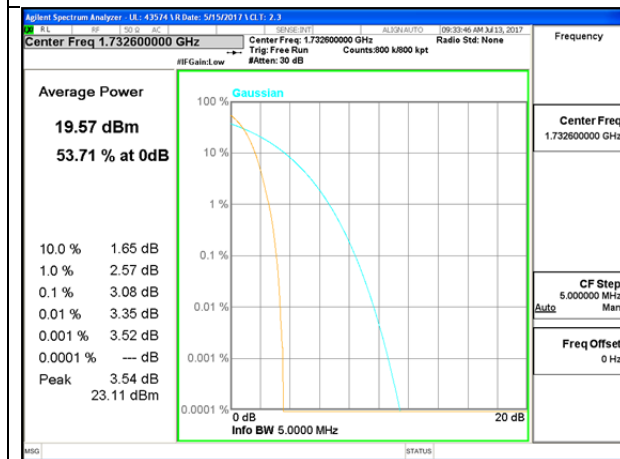 Agilent Spectrum Analyzer - UL: 43574 \ R Date: 5/15/2017 \ CLT: 2.3
RL RF 50 Ω AC SENSE:INT ALIGNAUTO 09:33:46 AM Jul 13, 2017
Center Freq 1.732600000 GHz
Center Freq: 1.732600000 GHz Radio Std: None
Trig: Free Run Counts:800 k/800 kpt
#IFGain:Low #Atten: 30 dB
Frequency
Average Power
19.57 dBm
53.71 % at 0dB
10.0 % 1.65 dB
1.0 % 2.57 dB
0.1 % 3.08 dB
0.01 % 3.35 dB
0.001 % 3.52 dB
0.0001 % --- dB
Peak 3.54 dB
23.11 dBm
Gaussian
100 %
10 %
1 %
0.1 %
0.01 %
0.001 %
0.0001 %
0 dB 20 dB
Info BW 5.0000 MHz
Center Freq
1.732600000 GHz
CF Step
5.000000 MHz
Auto Man
Freq Offset
0 Hz
MSG STATUS